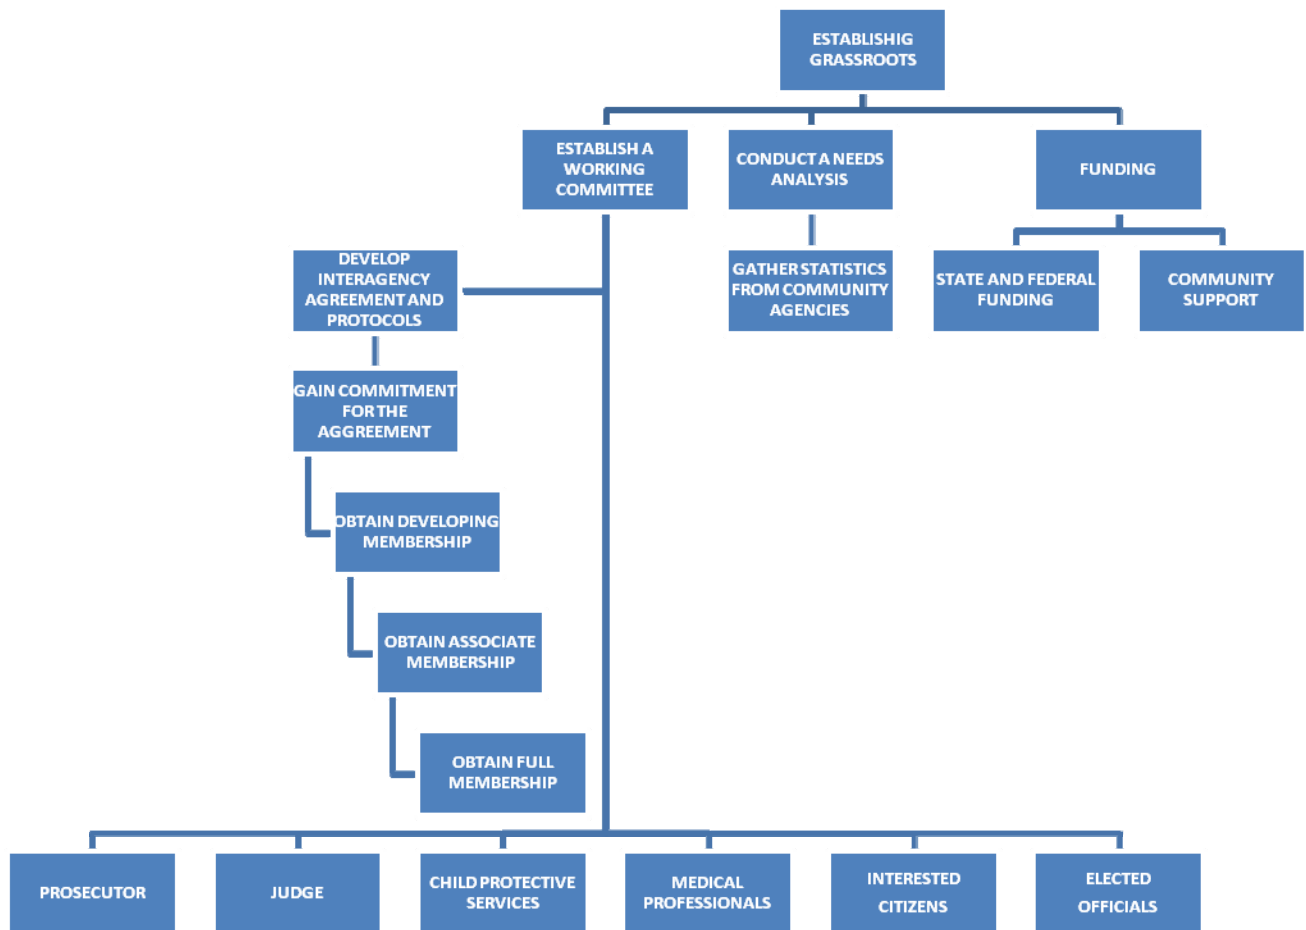 ESTABLISHIG
GRASSROOTS
ESTABLISH A
WORKING
COMMITTEE
CONDUCT A NEEDS
ANALYSIS
FUNDING
DEVELOP
INTERAGENCY
AGREEMENT AND
PROTOCOLS
GATHER STATISTICS
FROM COMMUNITY
AGENCIES
STATE AND FEDERAL
FUNDING
COMMUNITY
SUPPORT
GAIN COMMITMENT
FOR THE
AGGREEMENT
OBTAIN DEVELOPING
MEMBERSHIP
OBTAIN ASSOCIATE
MEMBERSHIP
OBTAIN FULL
MEMBERSHIP
PROSECUTOR
JUDGE
CHILD PROTECTIVE
SERVICES
MEDICAL
PROFESSIONALS
INTERESTED
CITIZENS
ELECTED
OFFICIALS